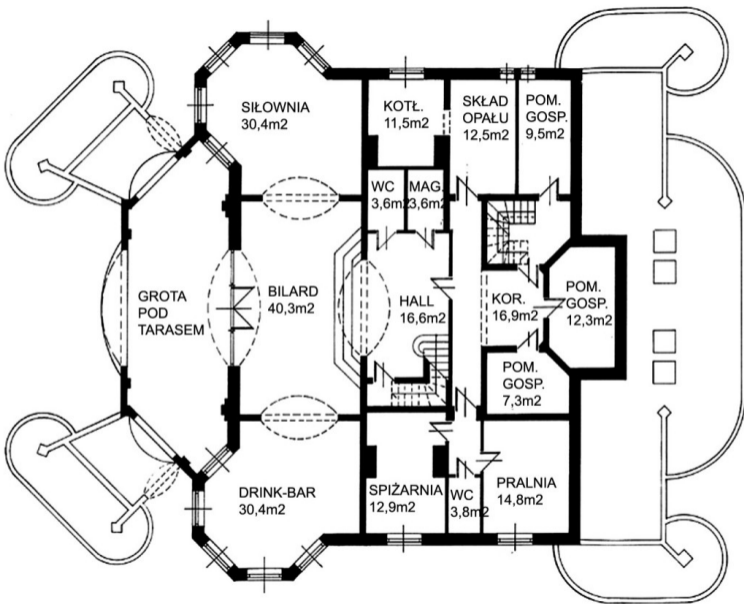 SIŁOWNIA
30,4m2
KOTŁ.
11,5m2
SKŁAD
OPAŁU
12,5m2
POM.
GOSP.
9,5m2
WC
3,6m2
MAG.
3,6m2
GROTA
POD
TARASEM
BILARD
40,3m2
HALL
16,6m2
KOR.
16,9m2
POM.
GOSP.
12,3m2
POM.
GOSP.
7,3m2
DRINK-BAR
30,4m2
SPIŻARNIA
12,9m2
WC
3,8m2
PRALNIA
14,8m2